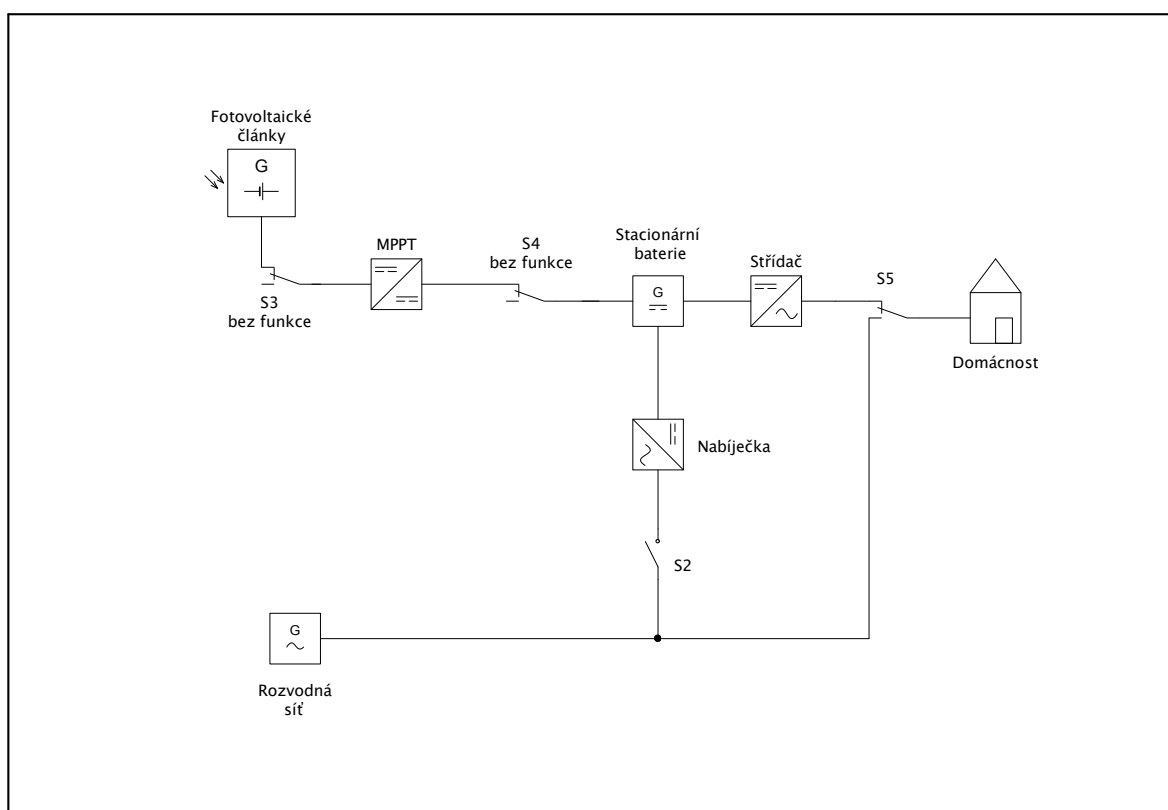 Fotovoltaické
články
G
MPPT
S4
bez funkce
Stacionární
baterie
Střídač
S5
S3
bez funkce
G
Domácnost
Nabíječka
S2
G
Rozvodná
síť